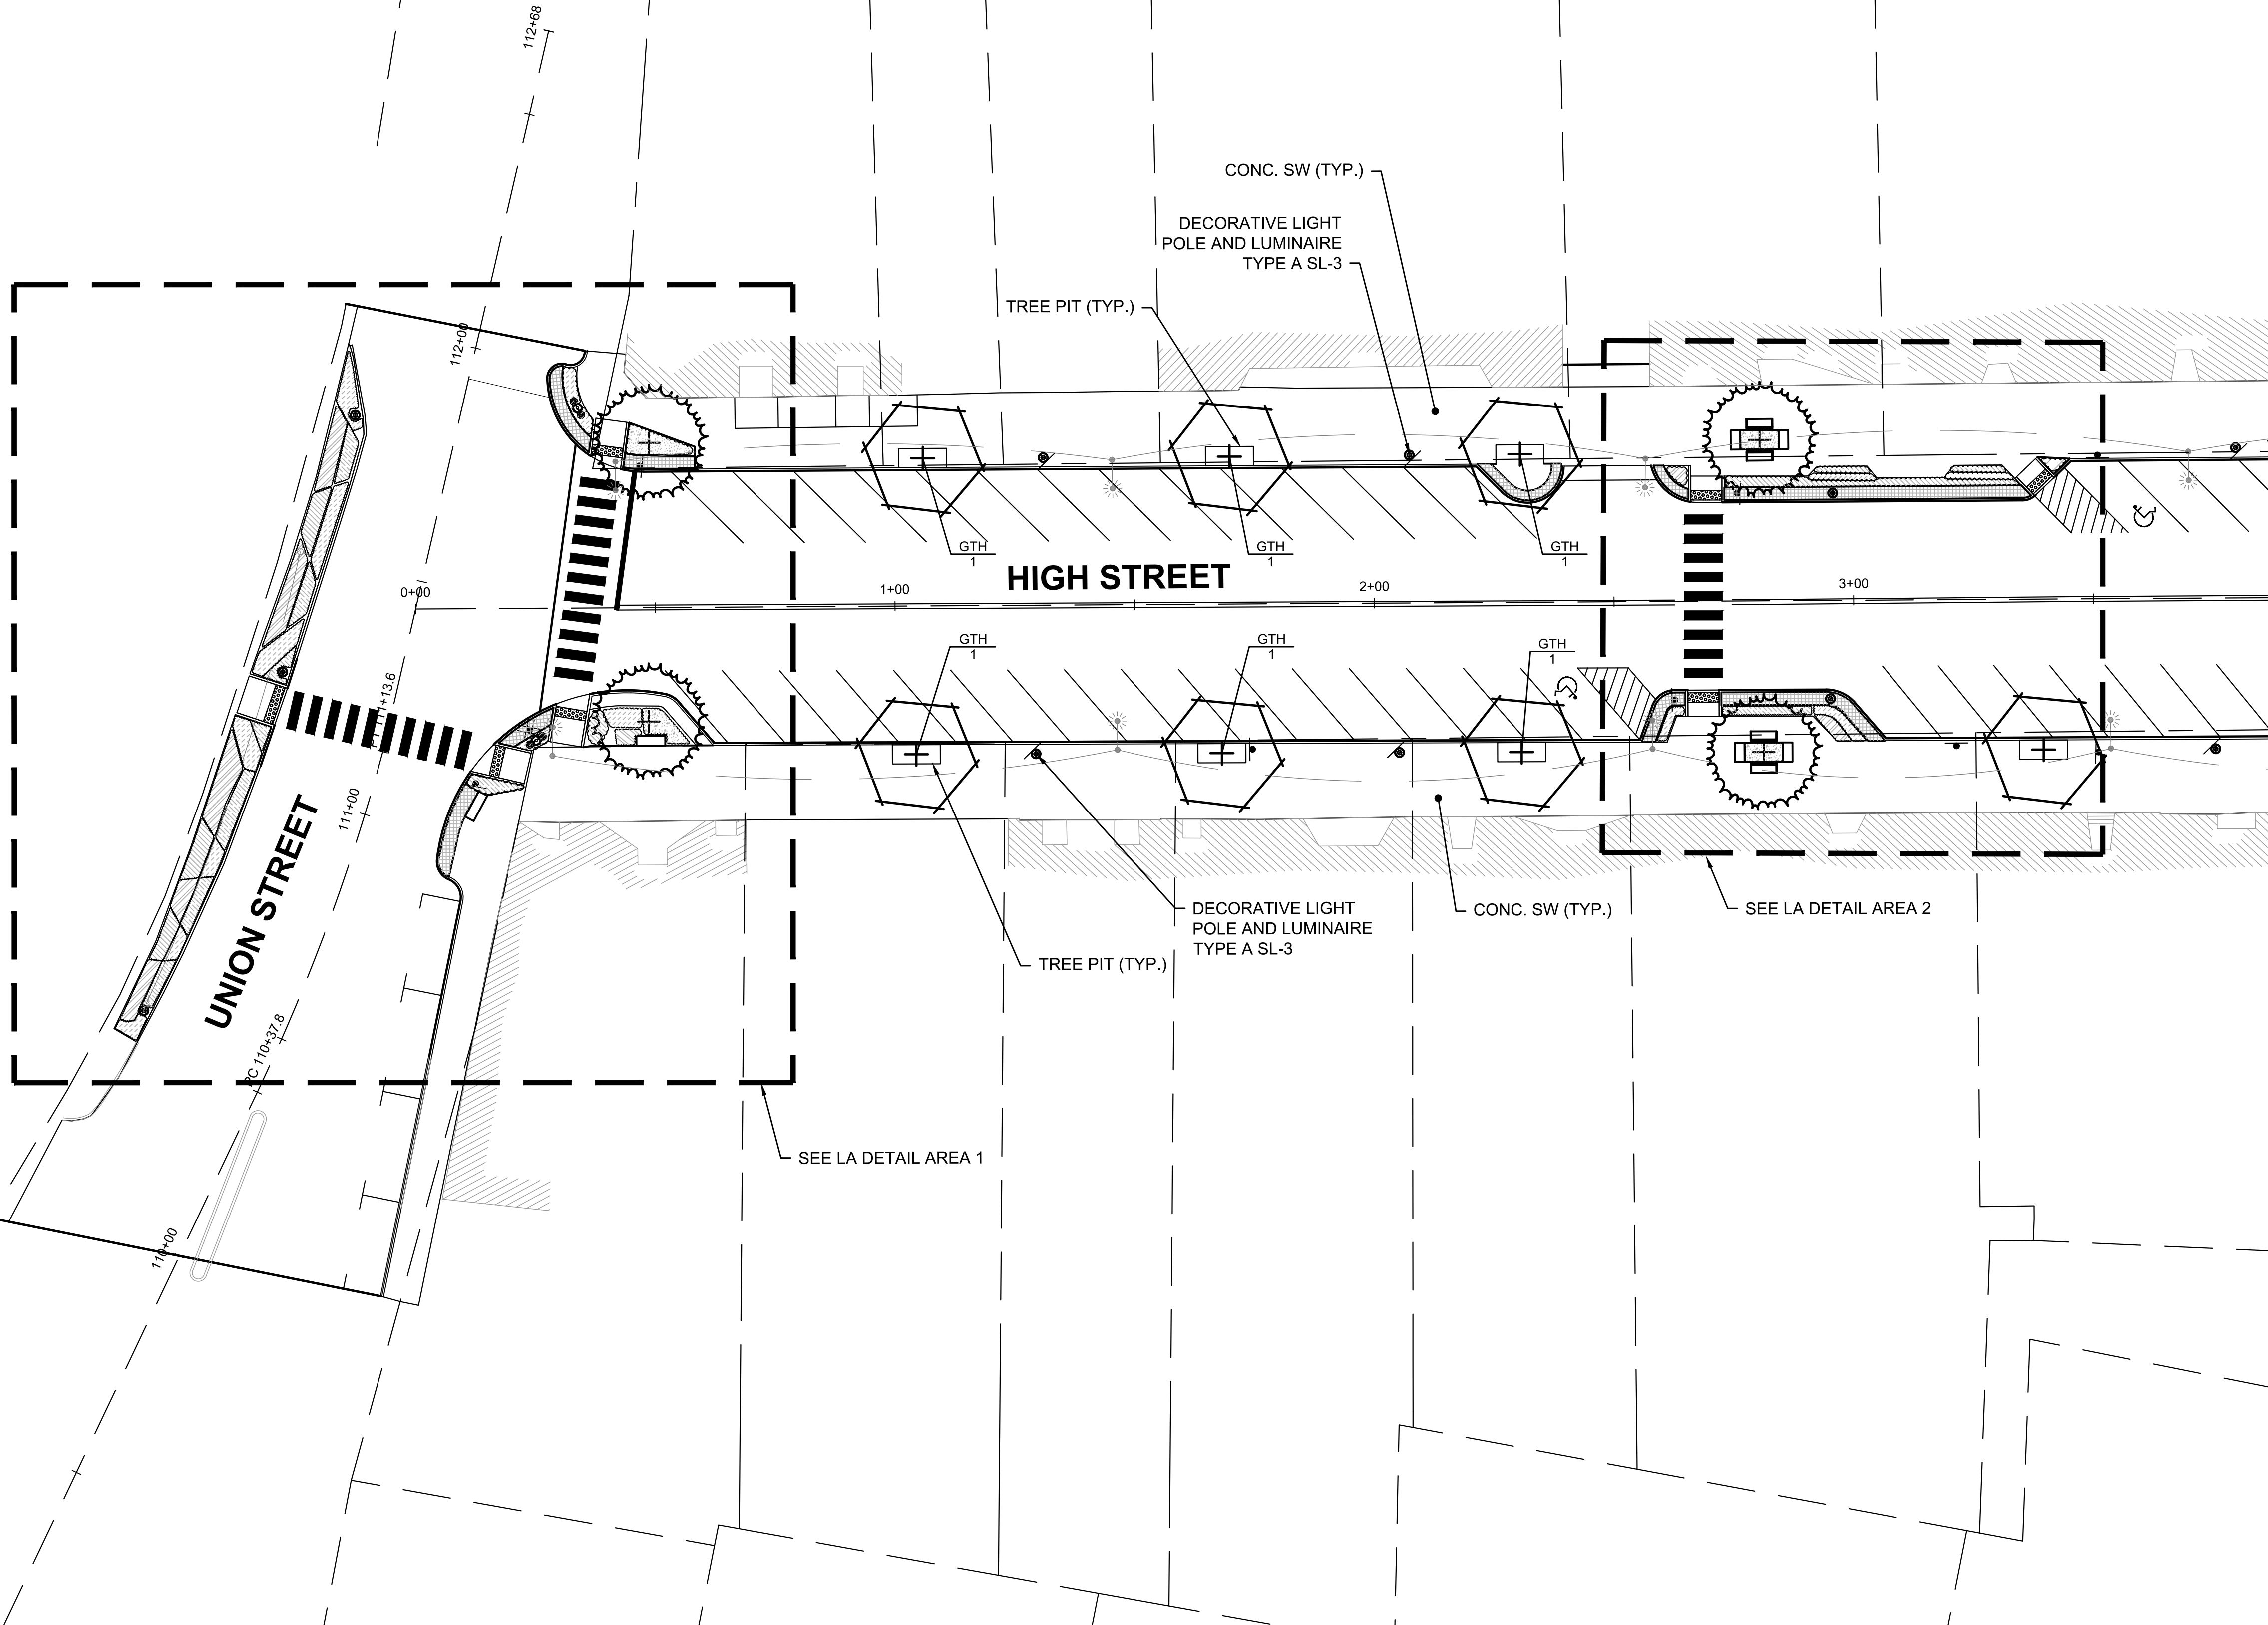 112+68
CONC. SW (TYP.)
DECORATIVE LIGHT
POLE AND LUMINAIRE
TYPE A SL-3
TREE PIT (TYP.)
112+00
GTH
1
GTH
1
GTH
1
HIGH STREET
0+00
1+00
2+00
3+00
GTH
1
GTH
1
GTH
1
PT 111+13.6
111+00
UNION STREET
DECORATIVE LIGHT
POLE AND LUMINAIRE
TYPE A SL-3
CONC. SW (TYP.)
SEE LA DETAIL AREA 2
TREE PIT (TYP.)
PC 110+37.8
SEE LA DETAIL AREA 1
110+00